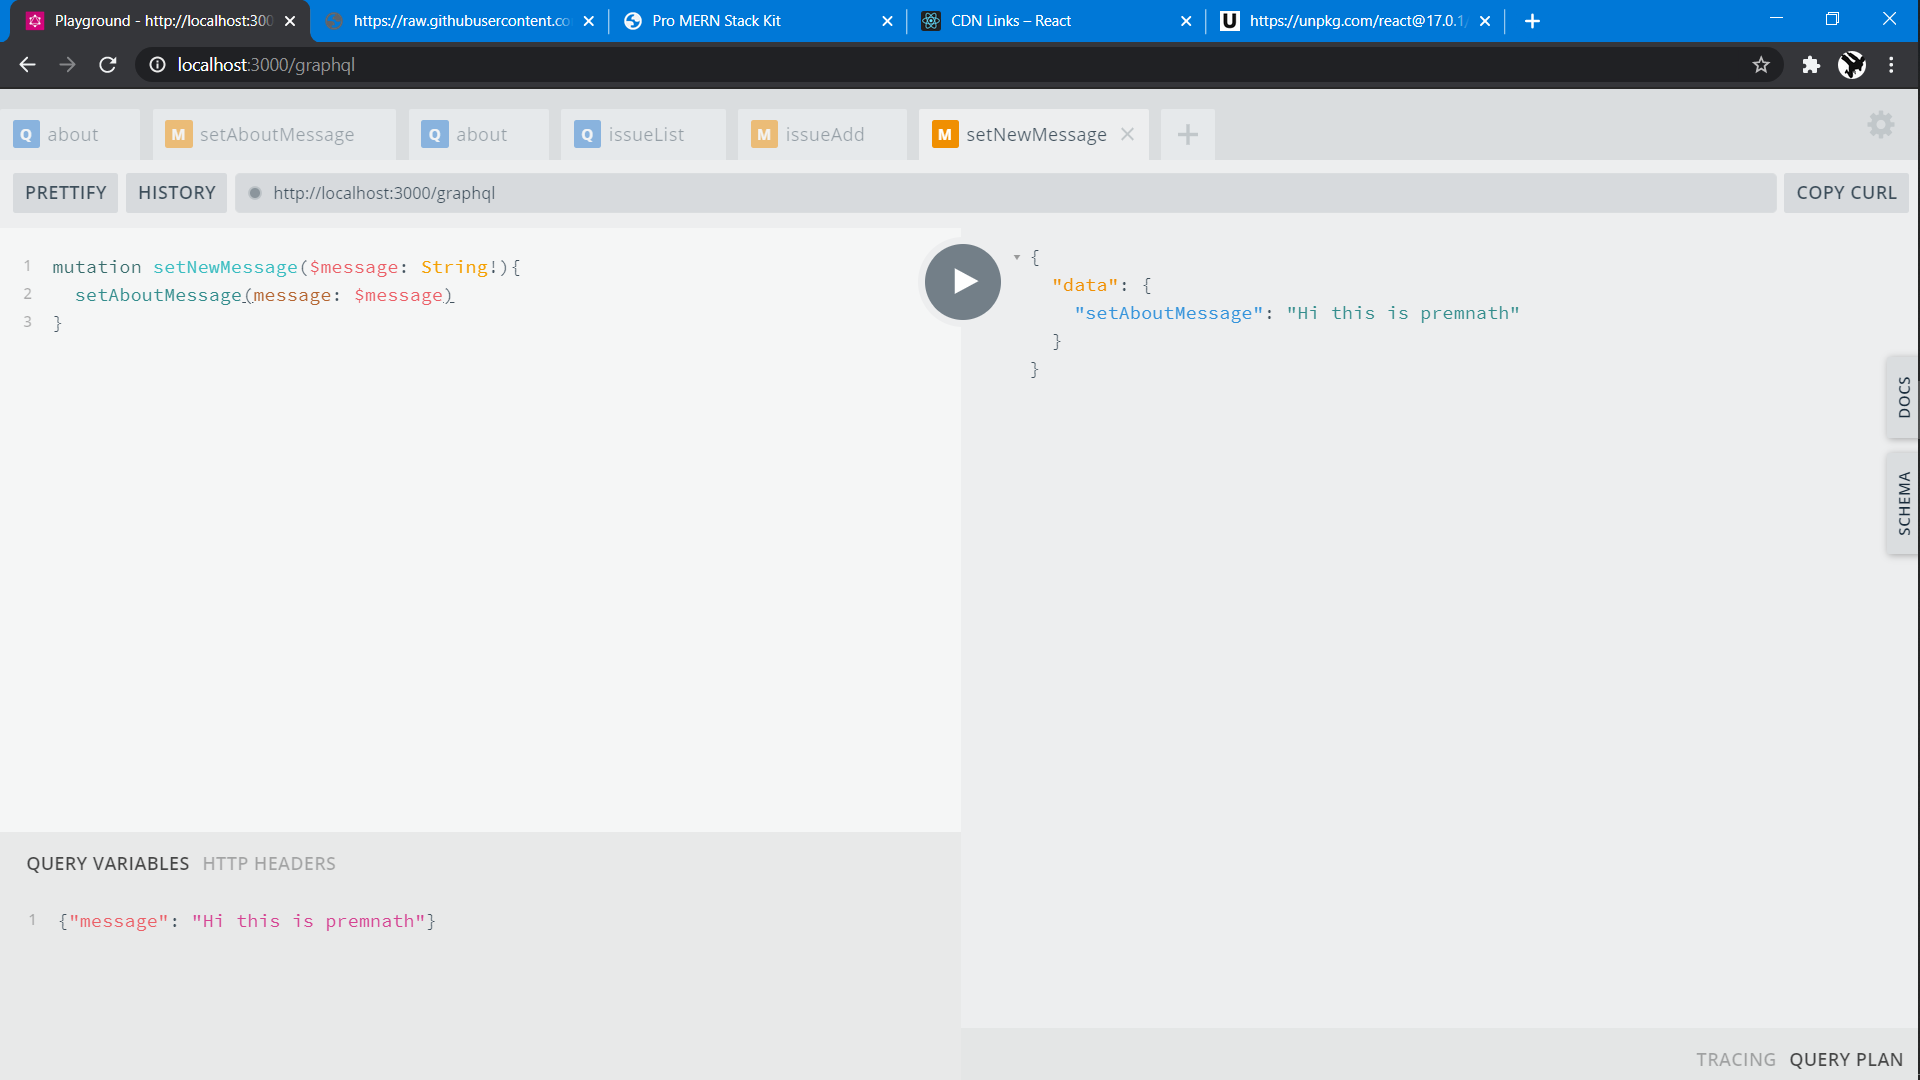 Playground - http://localhost:300
https://raw.githubusercontent.co
Pro MERN Stack Kit
CDN Links – React
U https://unpkg.com/react@17.0.1/
localhost:3000/graphql
Q about
M setAboutMessage
Q about
Q issueList
M issueAdd
M setNewMessage
PRETTIFY
HISTORY
http://localhost:3000/graphql
COPY CURL
1 mutation setNewMessage($message: String!){
2 setAboutMessage(message: $message)
3 }
{
"data": {
"setAboutMessage": "Hi this is premnath"
}
}
DOCS
SCHEMA
QUERY VARIABLES HTTP HEADERS
1 {"message": "Hi this is premnath"}
TRACING QUERY PLAN